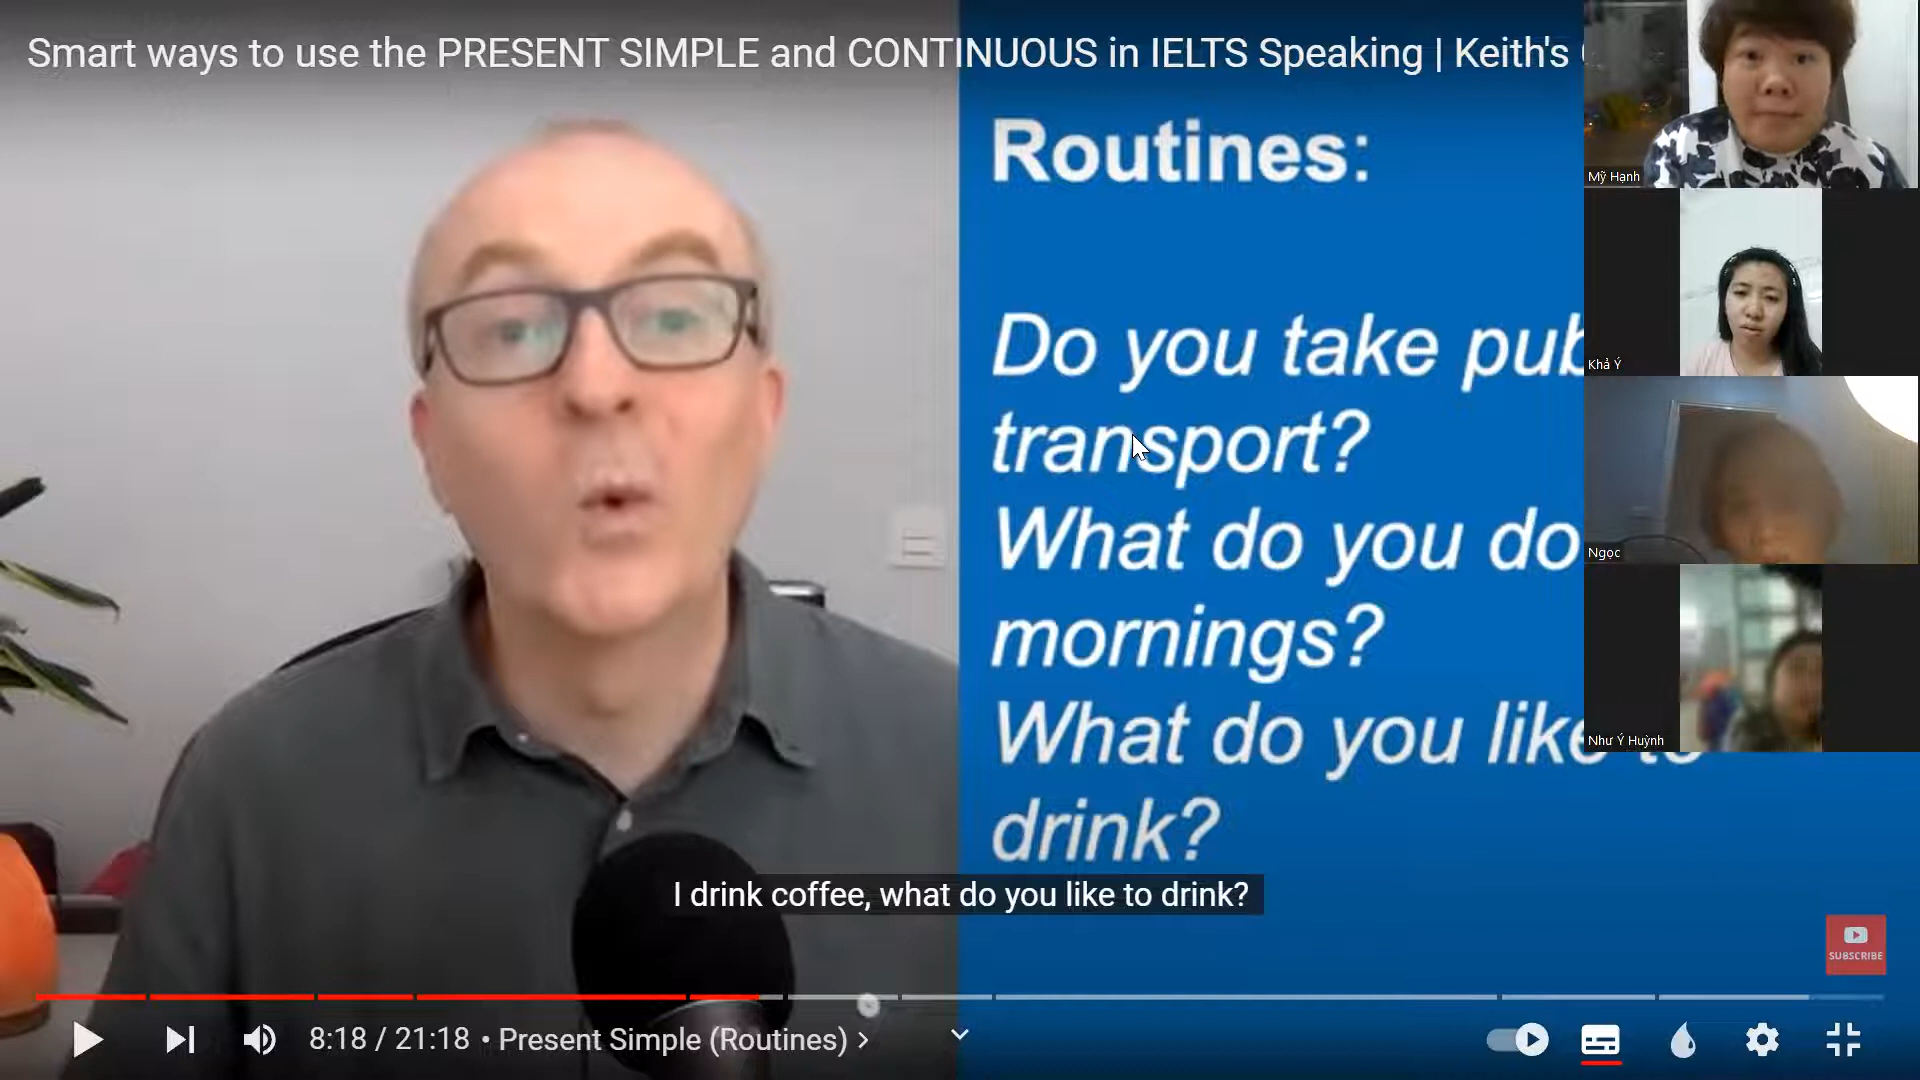 Smart ways to use the PRESENT SIMPLE and CONTINUOUS in IELTS Speaking | Keith's
Routines:
Do you take
transport?
What do you do
mornings?
What do you like to
drink?
I drink coffee, what do you like to drink?
Mỹ Hạnh
Khả Ý
Ngọc
Như Ý Huỳnh
SUBSCRIBE
8:18 / 21:18 • Present Simple (Routines) >